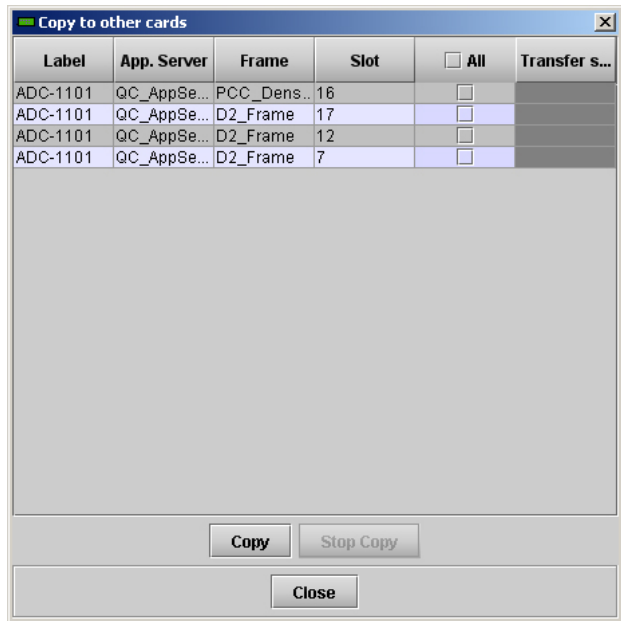 Copy to other cards
Label App. Server Frame Slot All Transfer s...
ADC-1101 QC_AppSe... PCC_Dens.. 16
ADC-1101 QC_AppSe... D2_Frame 17
ADC-1101 QC_AppSe... D2_Frame 12
ADC-1101 QC_AppSe... D2_Frame 7
Copy Stop Copy
Close